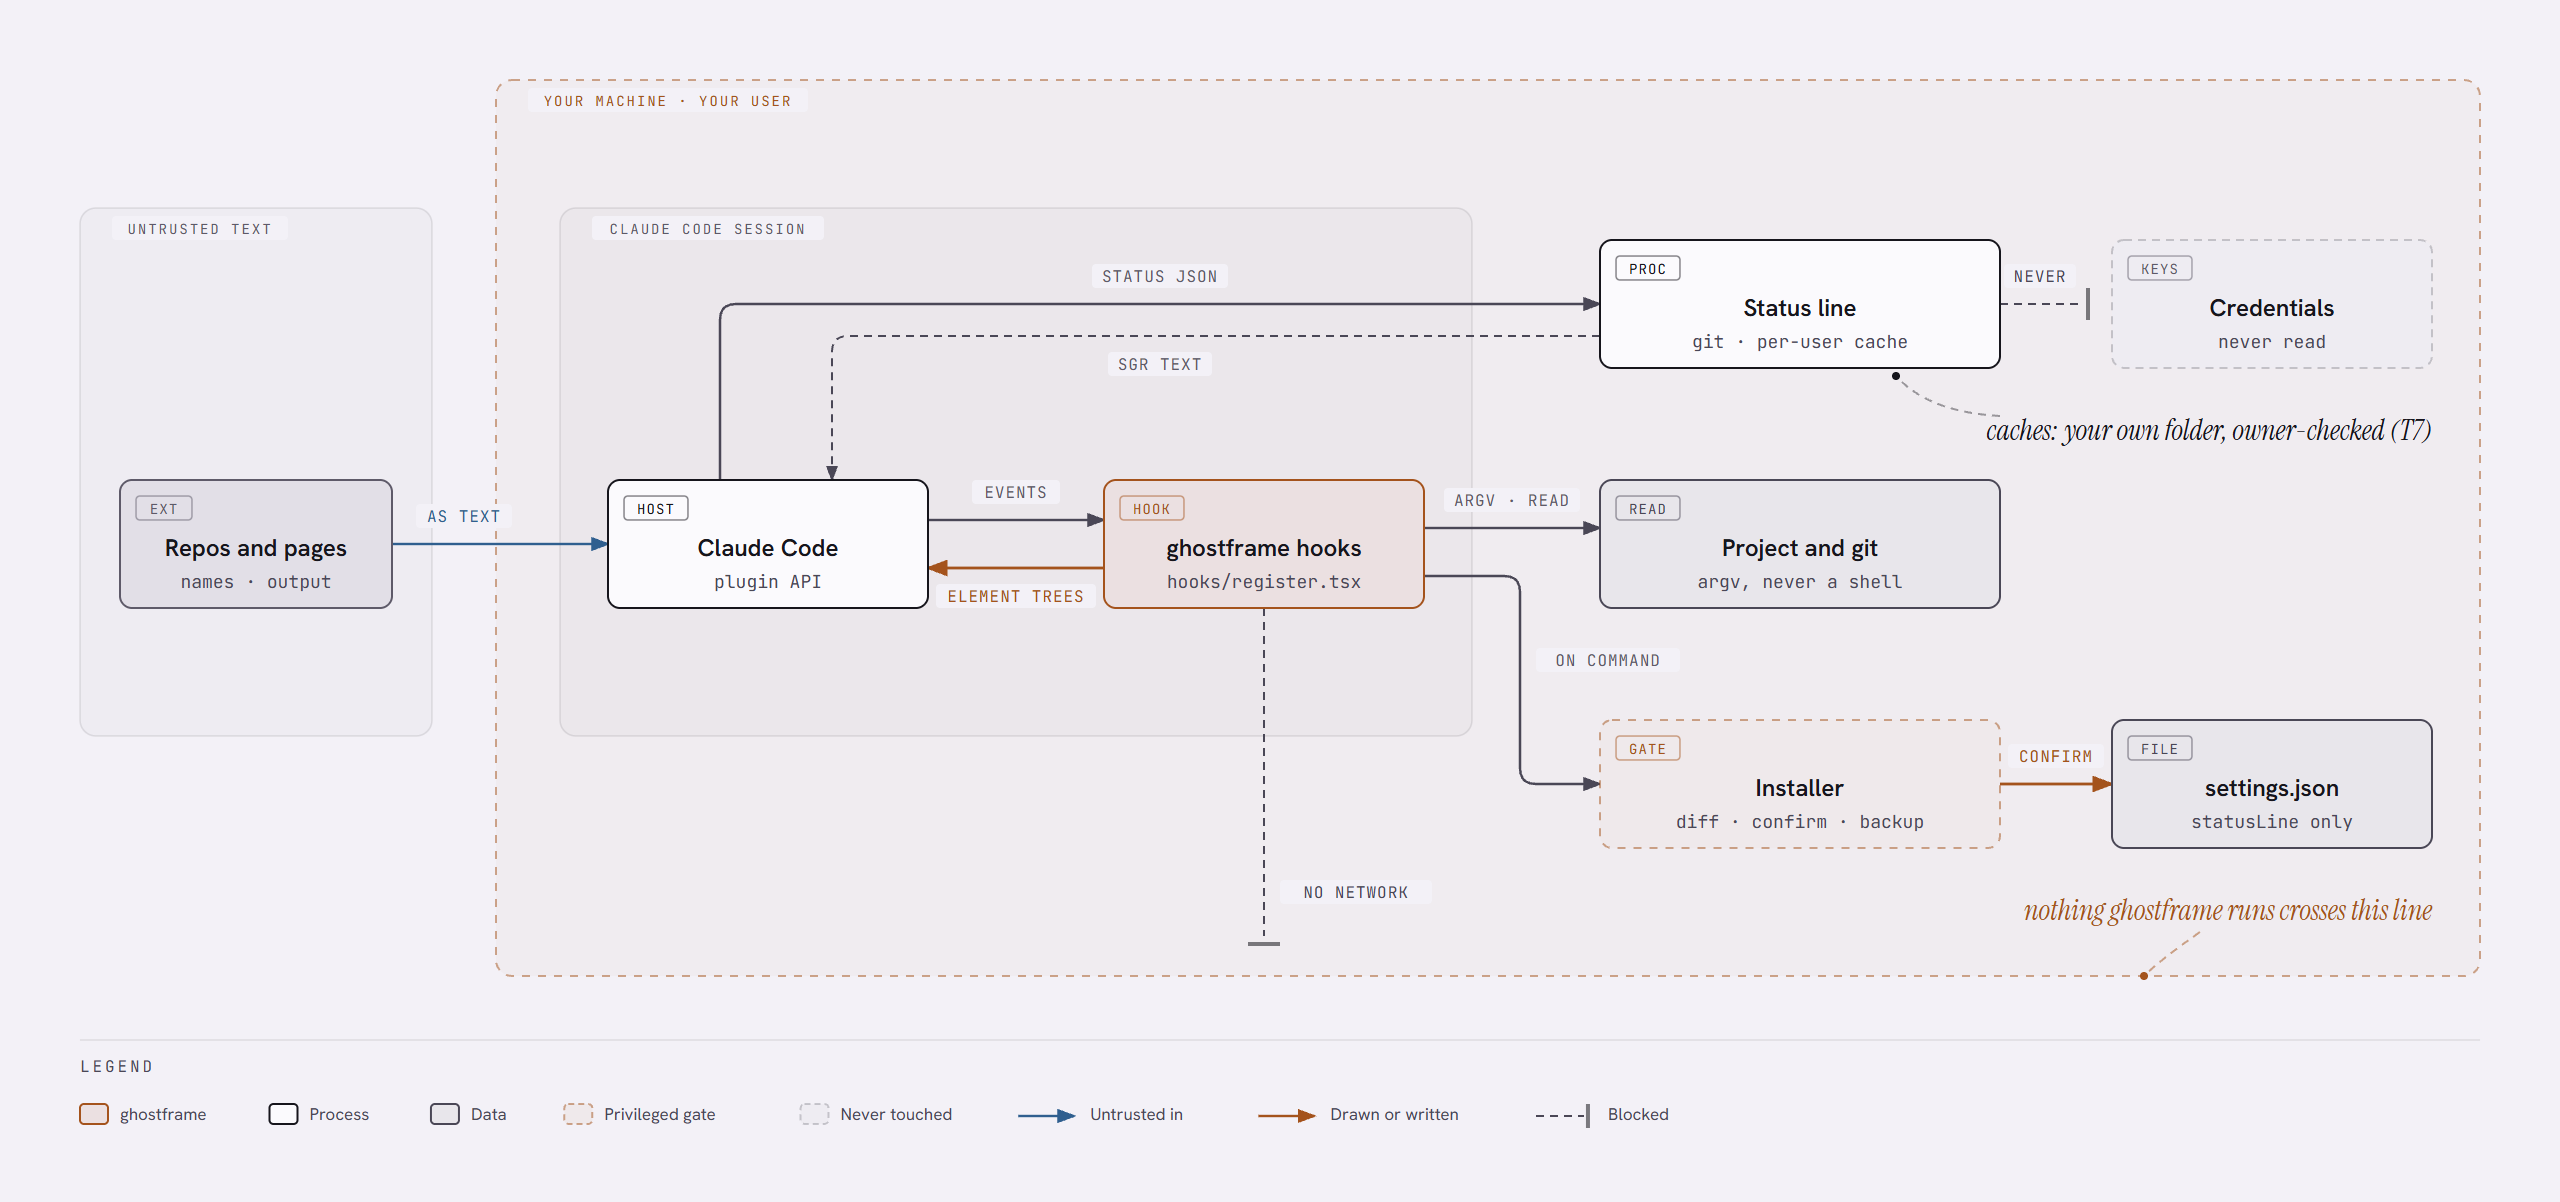 YOUR MACHINE · YOUR USER
UNTRUSTED TEXT
CLAUDE CODE SESSION
STATUS JSON
SGR TEXT
PROC
Status line
git · per-user cache
NEVER
KEYS
Credentials
never read
caches: your own folder, owner-checked (T7)
EXT
Repos and pages
names · output
AS TEXT
HOST
Claude Code
plugin API
EVENTS
ELEMENT TREES
HOOK
ghostframe hooks
hooks/register.tsx
ARGV · READ
READ
Project and git
argv, never a shell
ON COMMAND
GATE
Installer
diff · confirm · backup
CONFIRM
FILE
settings.json
statusLine only
NO NETWORK
nothing ghostframe runs crosses this line
LEGEND
ghostframe
Process
Data
Privileged gate
Never touched
Untrusted in
Drawn or written
Blocked